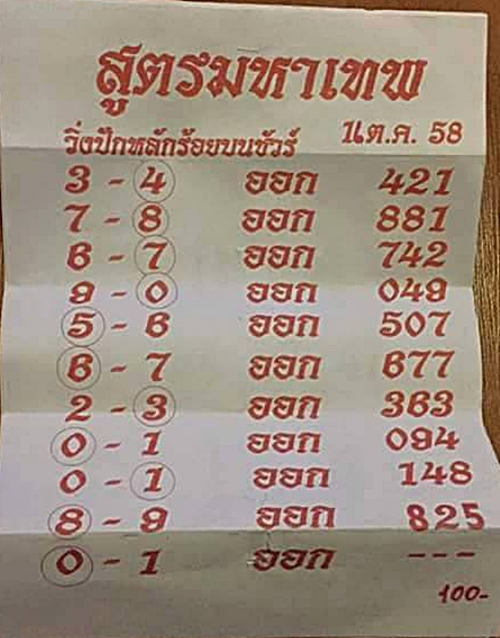 สูตรมหาเทพ
วิ่งปักหลักร้อยบนชัวร์ 1 ต.ค. 58
3 - 4 ออก 421
7 - 8 ออก 881
6 - 7 ออก 742
9 - 0 ออก 049
5 - 6 ออก 507
6 - 7 ออก 677
2 - 3 ออก 363
0 - 1 ออก 094
0 - 1 ออก 148
8 - 9 ออก 825
0 - 1 ออก ---
100-